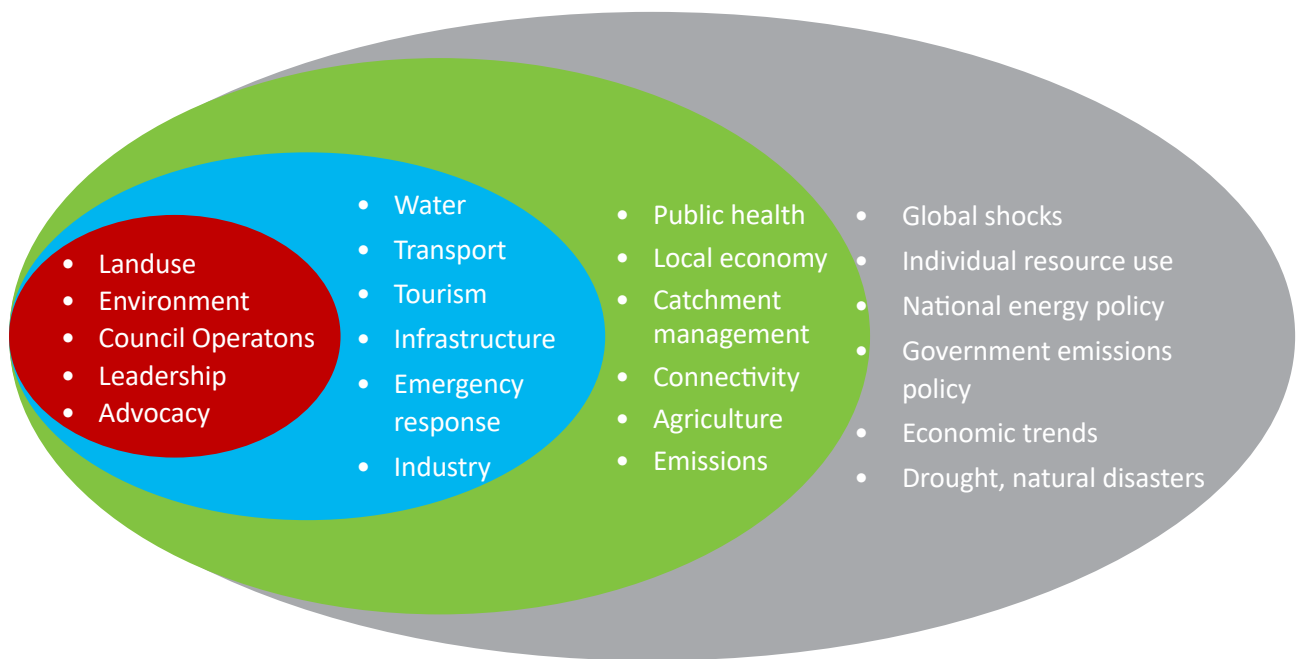 • Landuse
• Environment
• Council Operatons
• Leadership
• Advocacy
• Water
• Transport
• Tourism
• Infrastructure
• Emergency
response
• Industry
• Public health
• Local economy
• Catchment
management
• Connectivity
• Agriculture
• Emissions
• Global shocks
• Individual resource use
• National energy policy
• Government emissions
policy
• Economic trends
• Drought, natural disasters